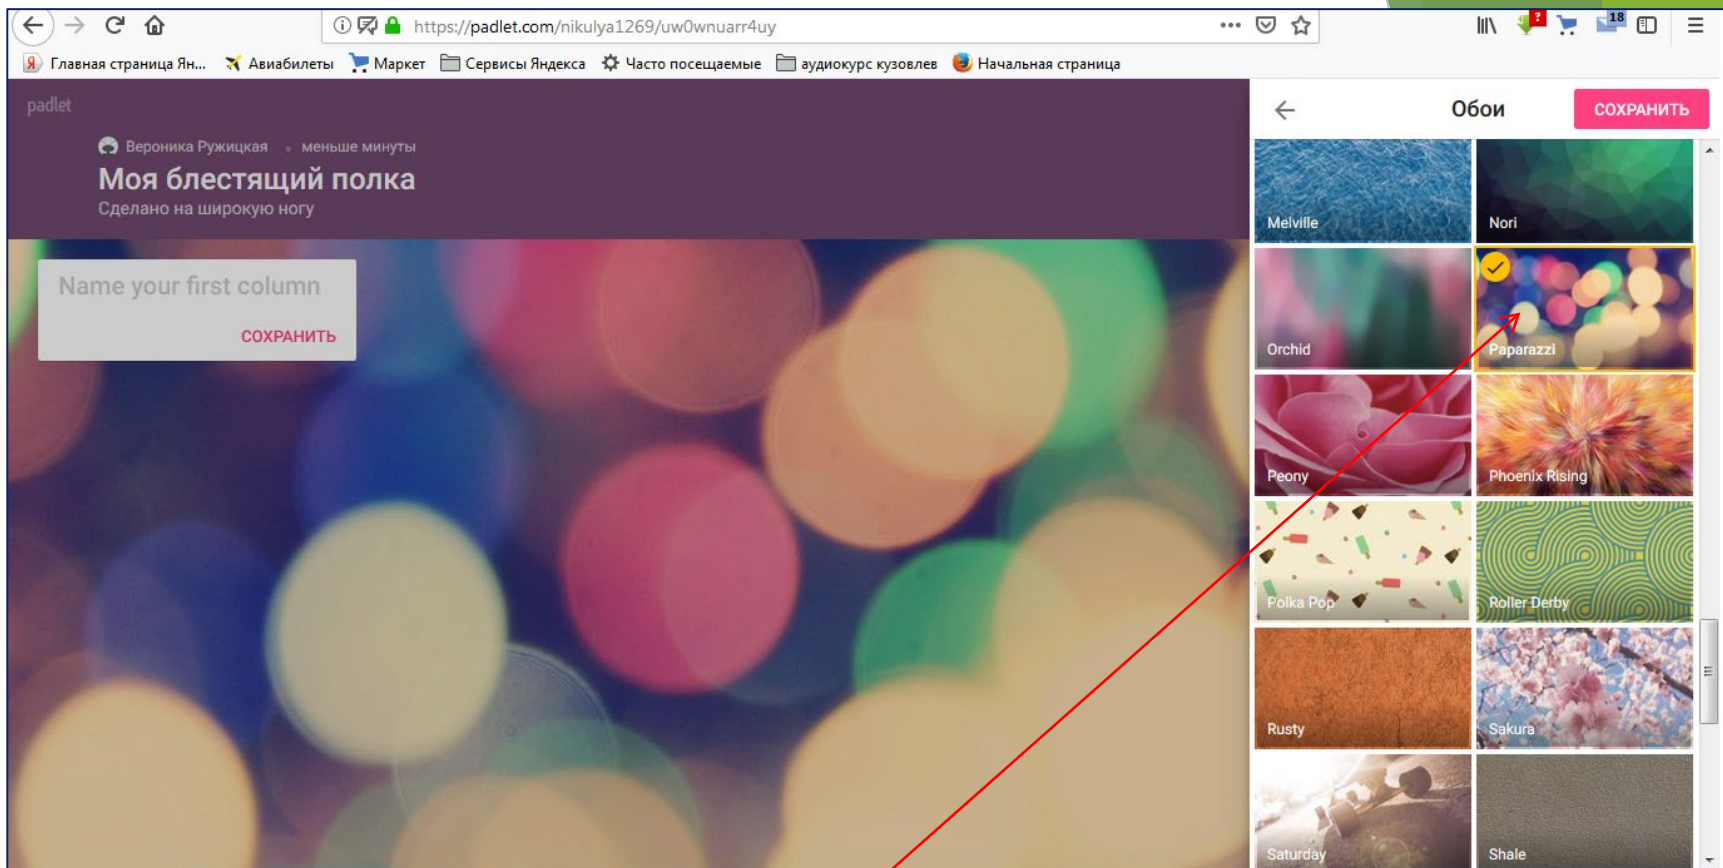 https://padlet.com/nikulya1269/uw0wnuarr4uy
? 18
Главная страница Ян... Авиабилеты Маркет Сервисы Яндекса Часто посещаемые аудиокурс кузовлев Начальная страница
padlet
Вероника Ружицкая • меньше минуты
Моя блестящий полка
Сделано на широкую ногу
Name your first column
СОХРАНИТЬ
Обои СОХРАНИТЬ
Melville Nori
Orchid Paparazzi
Peony Phoenix Rising
Polka Pop Roller Derby
Rusty Sakura
Saturday Shale